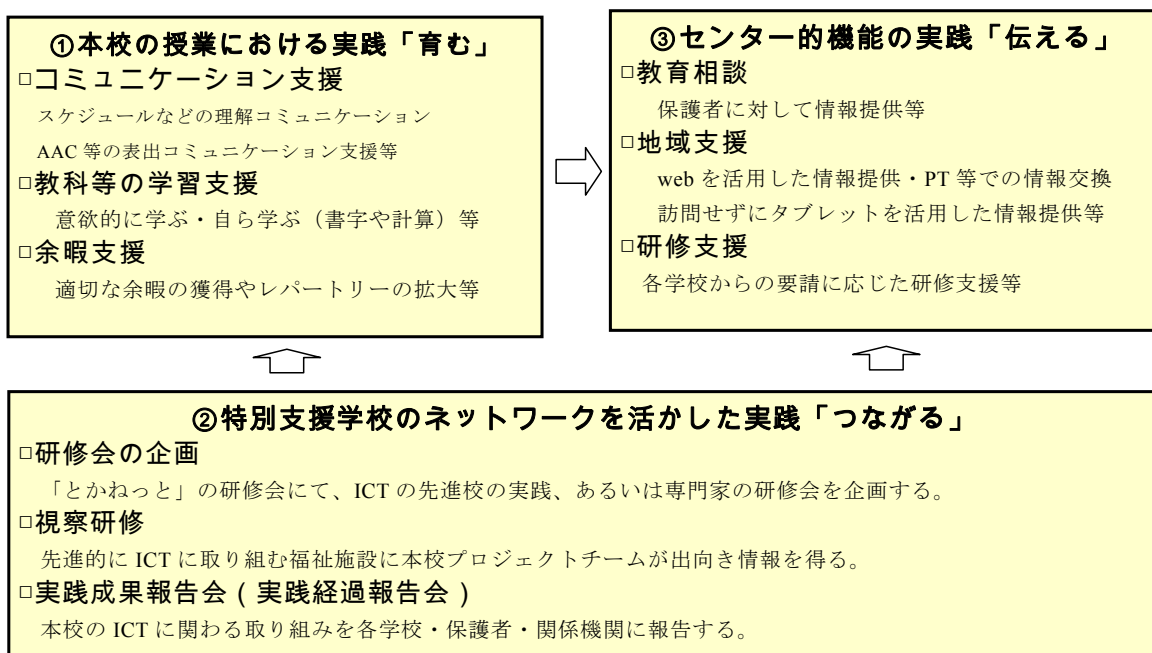 ①本校の授業における実践「育む」
□コミュニケーション支援
スケジュールなどの理解コミュニケーション
AAC 等の表出コミュニケーション支援等
□教科等の学習支援
意欲的に学ぶ・自ら学ぶ（書字や計算）等
□余暇支援
適切な余暇の獲得やレパートリーの拡大等
③センター的機能の実践「伝える」
□教育相談
保護者に対して情報提供等
□地域支援
web を活用した情報提供・PT 等での情報交換
訪問せずにタブレットを活用した情報提供等
□研修支援
各学校からの要請に応じた研修支援等
②特別支援学校のネットワークを活かした実践「つながる」
□研修会の企画
「とかねっと」の研修会にて、ICT の先進校の実践、あるいは専門家の研修会を企画する。
□視察研修
先進的に ICT に取り組む福祉施設に本校プロジェクトチームが出向き情報を得る。
□実践成果報告会（実践経過報告会）
本校の ICT に関わる取り組みを各学校・保護者・関係機関に報告する。